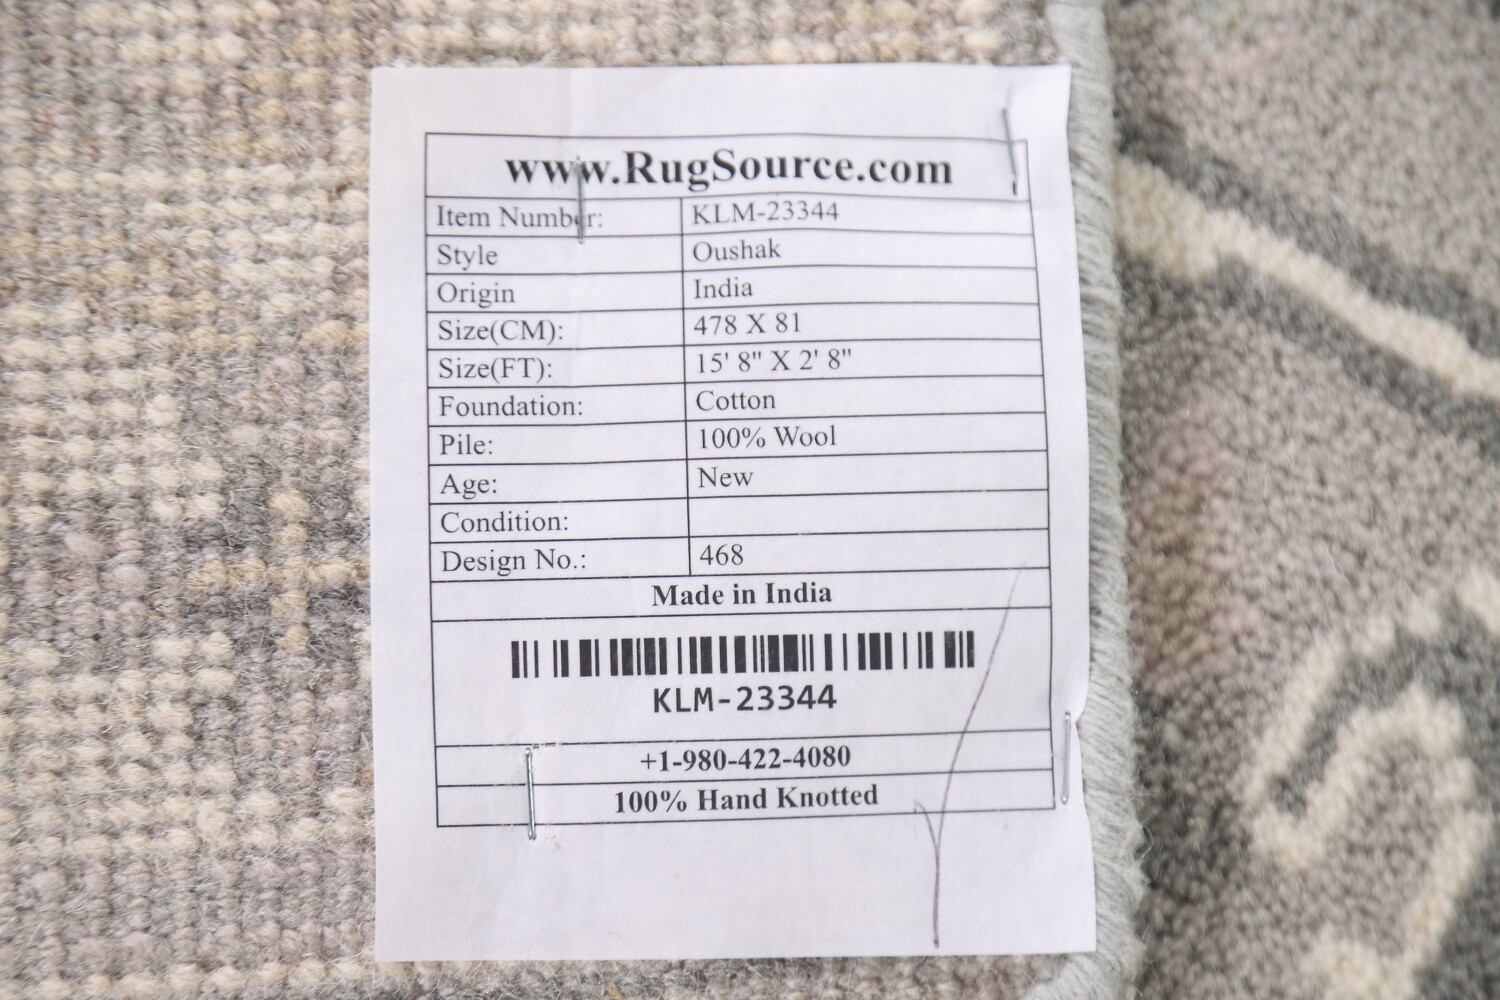 www.RugSource.com
Item Number: KLM-23344
Style Oushak
Origin India
Size(CM): 478 X 81
Size(FT): 15' 8" X 2' 8"
Foundation: Cotton
Pile: 100% Wool
Age: New
Condition:
Design No.: 468
Made in India
KLM-23344
+1-980-422-4080
100% Hand Knotted